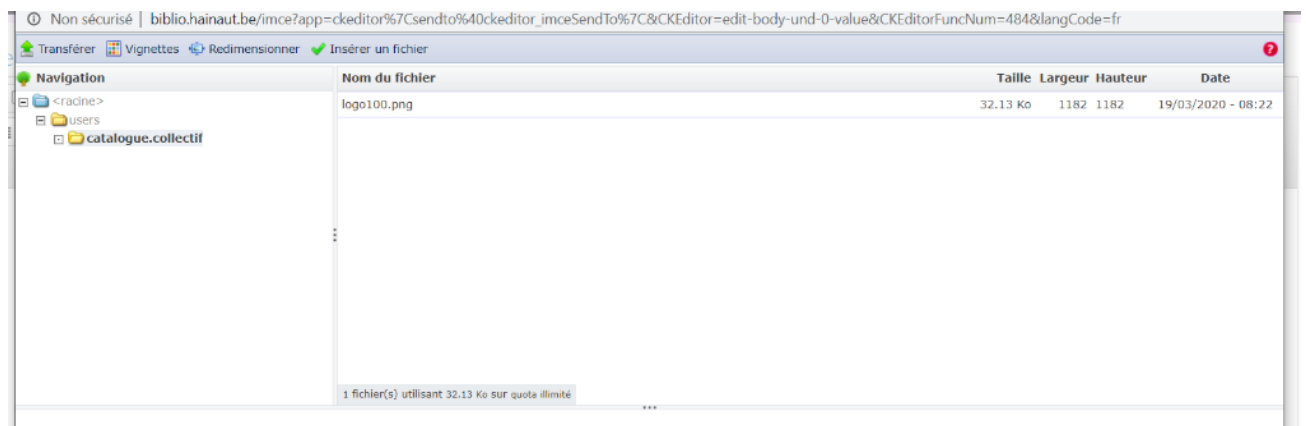 Non sécurisé | biblio.hainaut.be/imce?app=ckeditor%7Csendto%40ckeditor_imceSendTo%7C&CKEditor=edit-body-und-0-value&CKEditorFuncNum=484&langCode=fr
Transférer Vignettes Redimensionner Insérer un fichier
Navigation Nom du fichier Taille Largeur Hauteur Date
<racine> logo100.png 32.13 Ko 1182 1182 19/03/2020 - 08:22
users
catalogue.collectif
1 fichier(s) utilisant 32.13 Ko sur quota illimité